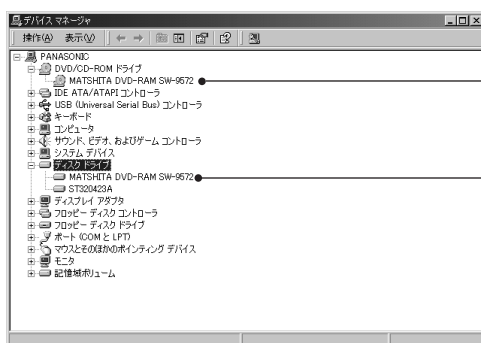 デバイス マネージャ
操作(A) 表示(V)
PANASONIC
DVD/CD-ROM ドライブ
MATSHITA DVD-RAM SW-9572
IDE ATA/ATAPI コントローラ
USB (Universal Serial Bus) コントローラ
キーボード
コンピュータ
サウンド、ビデオ、およびゲーム コントローラ
システム デバイス
ディスク ドライブ
MATSHITA DVD-RAM SW-9572
ST320423A
ディスプレイ アダプタ
フロッピー ディスク コントローラ
フロッピー ディスク ドライブ
ポート (COM と LPT)
マウスとそのほかのポインティング デバイス
モニタ
記憶域ボリューム